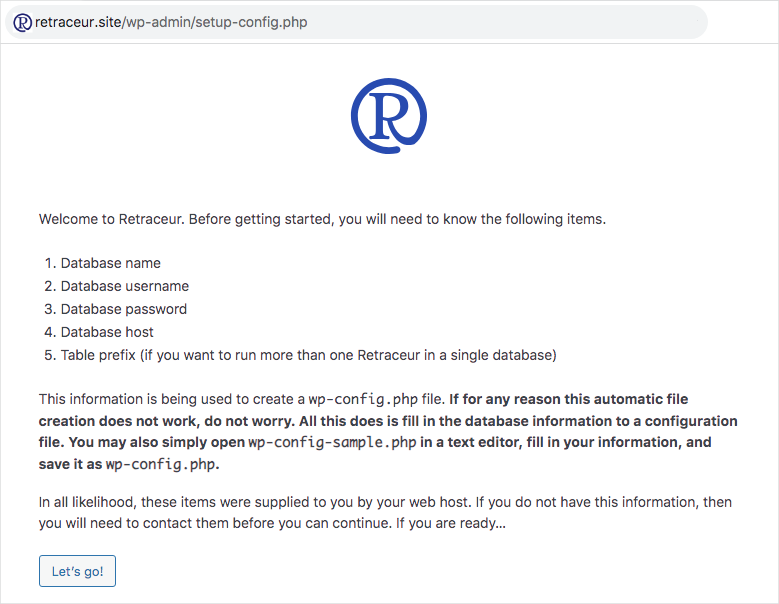 retraceur.site/wp-admin/setup-config.php
R
Welcome to Retraceur. Before getting started, you will need to know the following items.
1. Database name
2. Database username
3. Database password
4. Database host
5. Table prefix (if you want to run more than one Retraceur in a single database)
This information is being used to create a wp-config.php file. If for any reason this automatic file
creation does not work, do not worry. All this does is fill in the database information to a configuration
file. You may also simply open wp-config-sample.php in a text editor, fill in your information, and
save it as wp-config.php.
In all likelihood, these items were supplied to you by your web host. If you do not have this information, then
you will need to contact them before you can continue. If you are ready…
Let’s go!